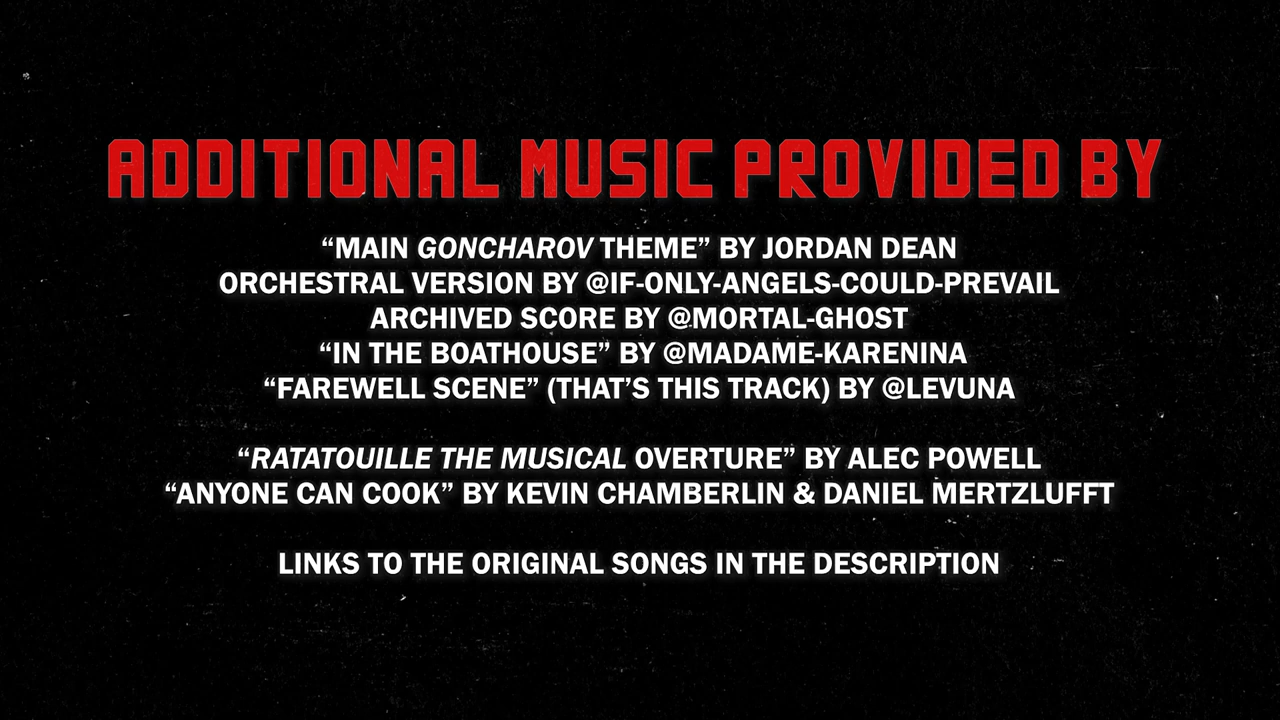 ADDITIONAL MUSIC PROVIDED BY
“MAIN GONCHAROV THEME” BY JORDAN DEAN
ORCHESTRAL VERSION BY @IF-ONLY-ANGELS-COULD-PREVAIL
ARCHIVED SCORE BY @MORTAL-GHOST
“IN THE BOATHOUSE” BY @MADAME-KARENINA
“FAREWELL SCENE” (THAT’S THIS TRACK) BY @LEVUNA
“RATATOUILLE THE MUSICAL OVERTURE” BY ALEC POWELL
“ANYONE CAN COOK” BY KEVIN CHAMBERLIN & DANIEL MERTZLUFFT
LINKS TO THE ORIGINAL SONGS IN THE DESCRIPTION